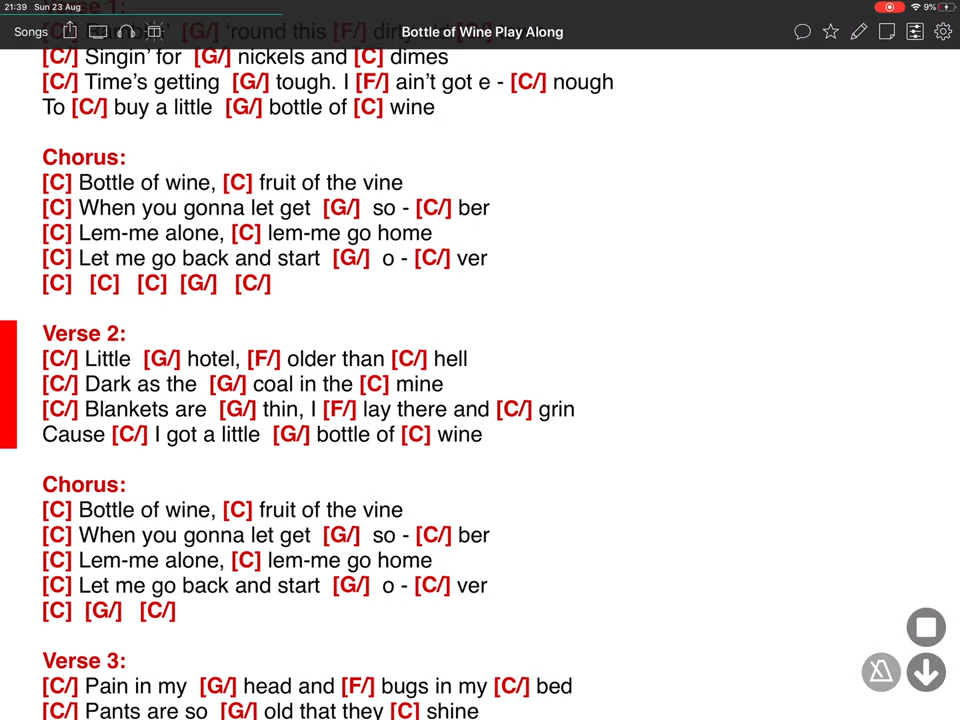 21:39 Sun 23 Aug 9%
Songs Bottle of Wine Play Along
Verse 1:
'round this [F/]
[C/] Singin' for [G/] nickels and [C] dimes
[C/] Time's getting [G/] tough. I [F/] ain't got e - [C/] nough
To [C/] buy a little [G/] bottle of [C] wine
Chorus:
[C] Bottle of wine, [C] fruit of the vine
[C] When you gonna let get [G/] so - [C/] ber
[C] Lem-me alone, [C] lem-me go home
[C] Let me go back and start [G/] o - [C/] ver
[C] [C] [C] [G/] [C/]
Verse 2:
[C/] Little [G/] hotel, [F/] older than [C/] hell
[C/] Dark as the [G/] coal in the [C] mine
[C/] Blankets are [G/] thin, I [F/] lay there and [C/] grin
Cause [C/] I got a little [G/] bottle of [C] wine
Chorus:
[C] Bottle of wine, [C] fruit of the vine
[C] When you gonna let get [G/] so - [C/] ber
[C] Lem-me alone, [C] lem-me go home
[C] Let me go back and start [G/] o - [C/] ver
[C] [G/] [C/]
Verse 3:
[C/] Pain in my [G/] head and [F/] bugs in my [C/] bed
[C/] Pants are so [G/] old that they [C] shine